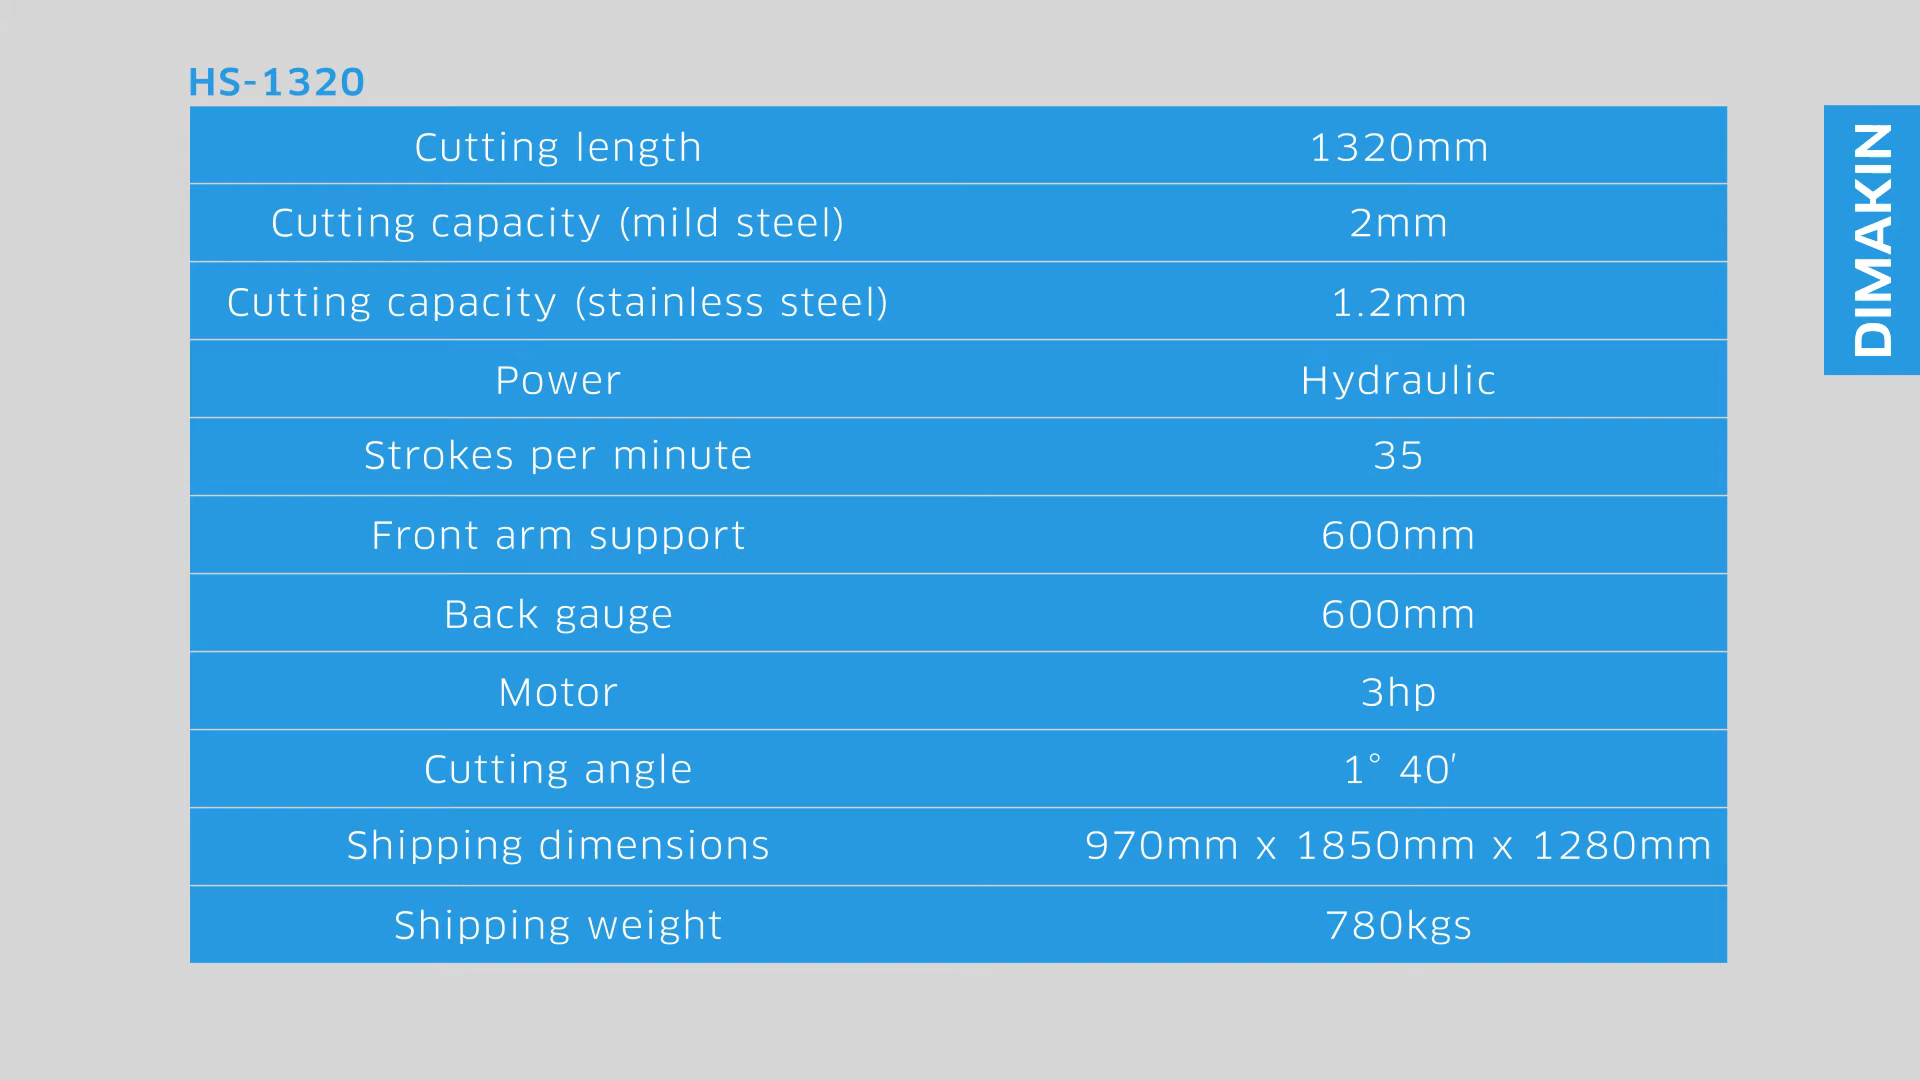 HS-1320
Cutting length 1320mm
Cutting capacity (mild steel) 2mm
Cutting capacity (stainless steel) 1.2mm
Power Hydraulic
Strokes per minute 35
Front arm support 600mm
Back gauge 600mm
Motor 3hp
Cutting angle 1° 40'
Shipping dimensions 970mm x 1850mm x 1280mm
Shipping weight 780kgs
DIMAKIN